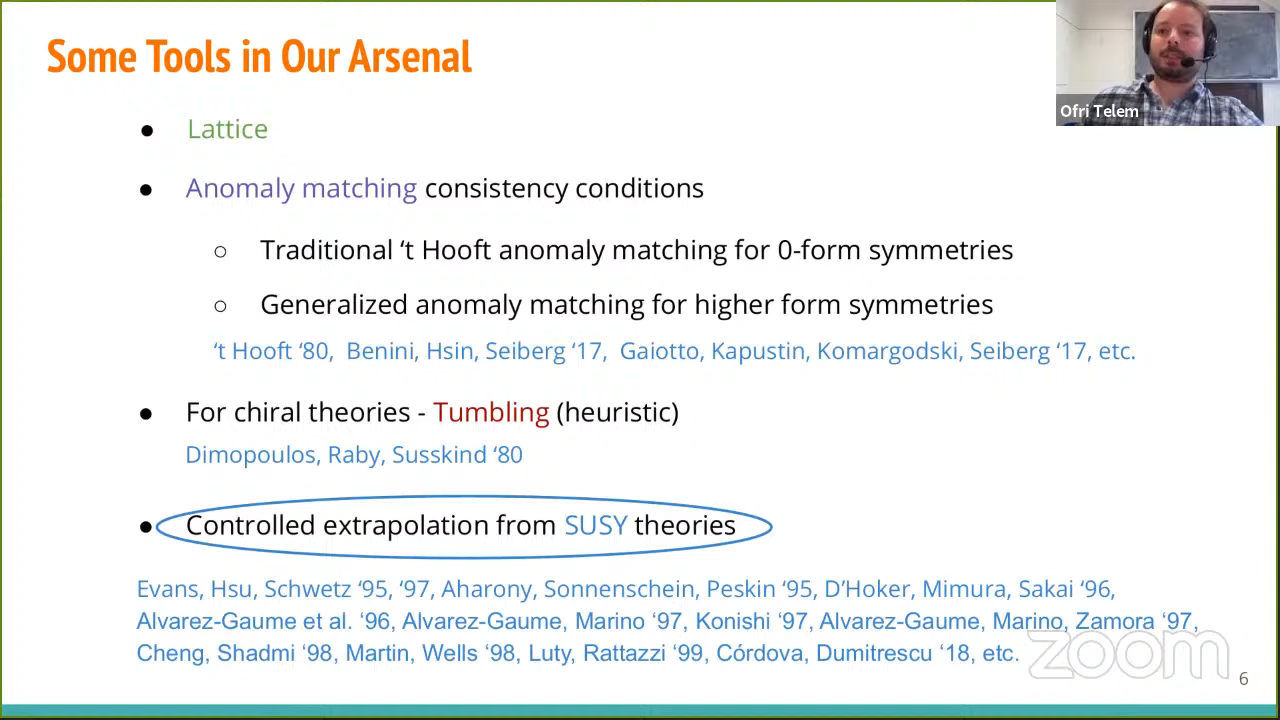 Some Tools in Our Arsenal
Ofri Telem
● Lattice
● Anomaly matching consistency conditions
○ Traditional ‘t Hooft anomaly matching for 0-form symmetries
○ Generalized anomaly matching for higher form symmetries
‘t Hooft ‘80, Benini, Hsin, Seiberg ‘17, Gaiotto, Kapustin, Komargodski, Seiberg ‘17, etc.
● For chiral theories - Tumbling (heuristic)
Dimopoulos, Raby, Susskind ‘80
● Controlled extrapolation from SUSY theories
Evans, Hsu, Schwetz ‘95, ‘97, Aharony, Sonnenschein, Peskin ‘95, D’Hoker, Mimura, Sakai ‘96,
Alvarez-Gaume et al. ‘96, Alvarez-Gaume, Marino ‘97, Konishi ‘97, Alvarez-Gaume, Marino, Zamora ‘97,
Cheng, Shadmi ‘98, Martin, Wells ‘98, Luty, Rattazzi ‘99, Córdova, Dumitrescu ‘18, etc.
zoom
6